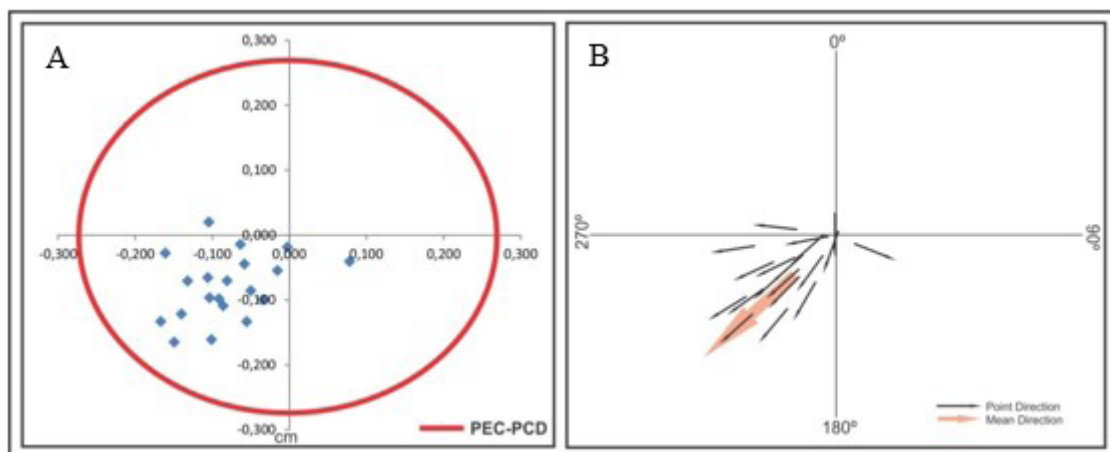 A
0,300
0,200
0,100
0,000
-0,300
-0,200
-0,100
0,000
0,100
0,200
0,300
-0,100
-0,200
-0,300
cm
PEC-PCD
B
0º
270º
90º
180º
Point Direction
Mean Direction